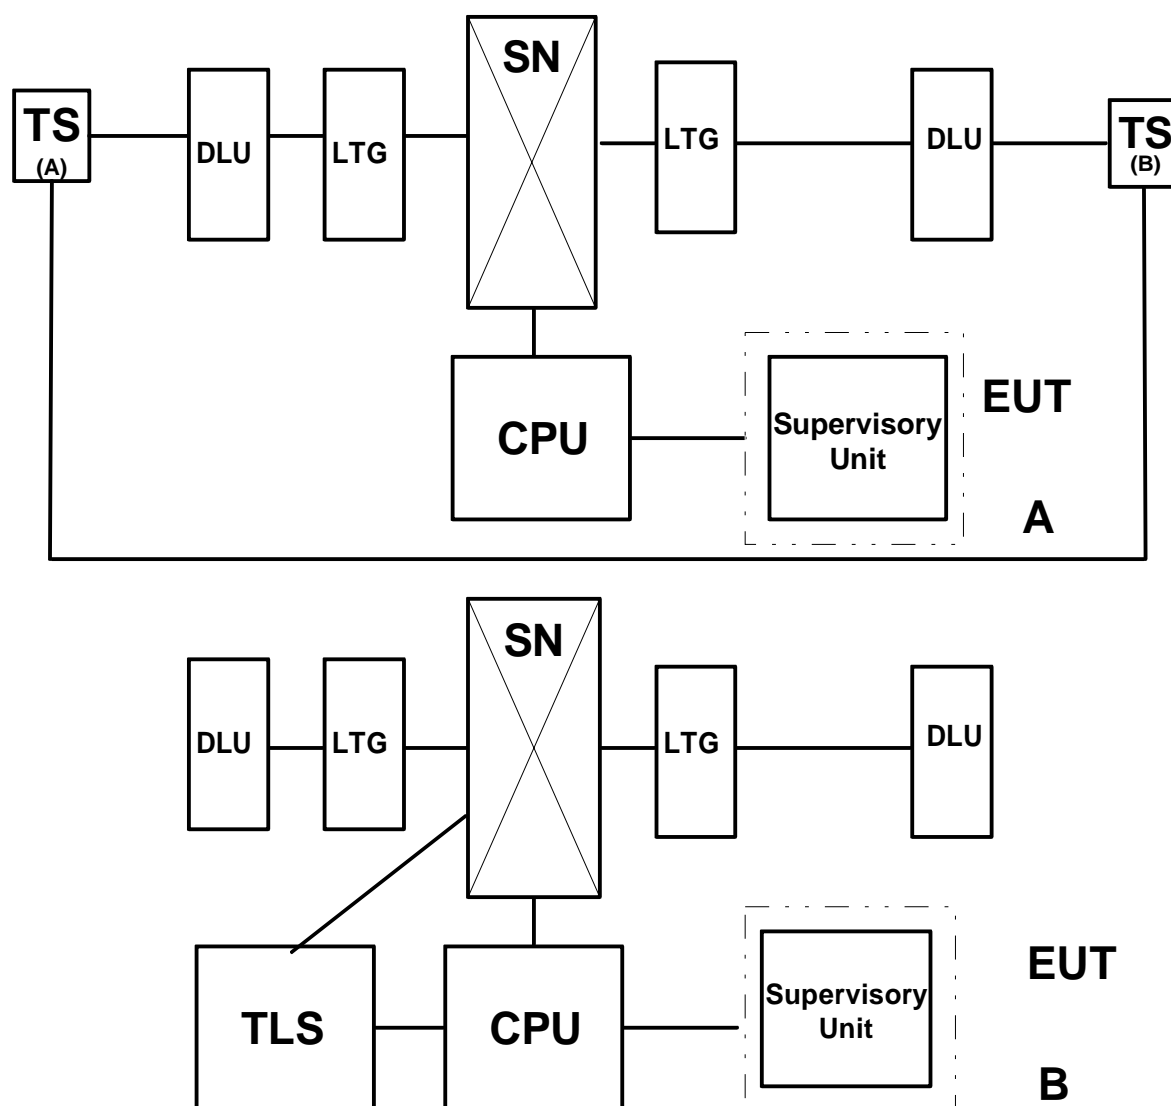 SN
TS
(A)
DLU
LTG
LTG
DLU
TS
(B)
CPU
Supervisory
Unit
EUT
A
SN
DLU
LTG
LTG
DLU
TLS
CPU
Supervisory
Unit
EUT
B